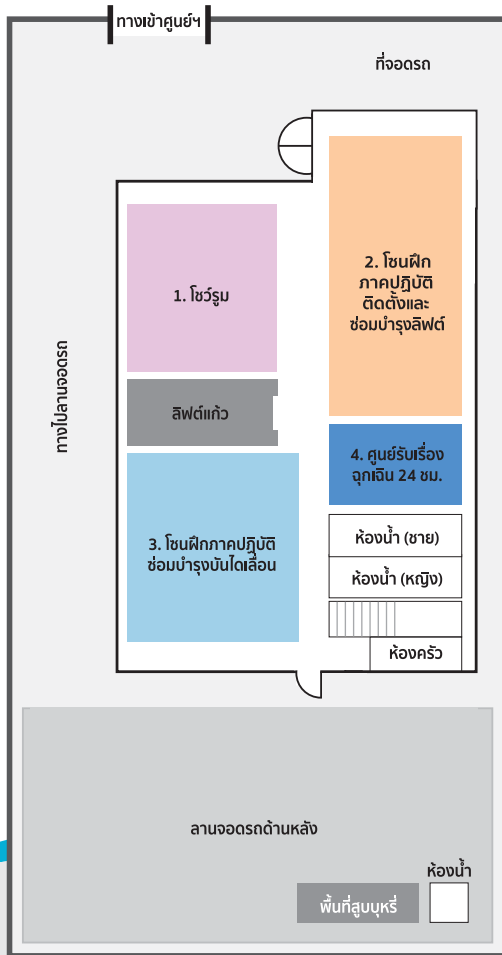 ทางเข้าศูนย์ฯ
ที่จอดรถ
2. โซนฝึก
ภาคปฏิบัติ
ติดตั้งและ
ซ่อมบำรุงลิฟต์
1. โชว์รูม
ทางไปลานจอดรถ
ลิฟต์แก้ว
4. ศูนย์รับเรื่อง
ฉุกเฉิน 24 ชม.
3. โซนฝึกภาคปฏิบัติ
ซ่อมบำรุงบันไดเลื่อน
ห้องน้ำ (ชาย)
ห้องน้ำ (หญิง)
ห้องครัว
ลานจอดรถด้านหลัง
ห้องน้ำ
พื้นที่สูบบุหรี่